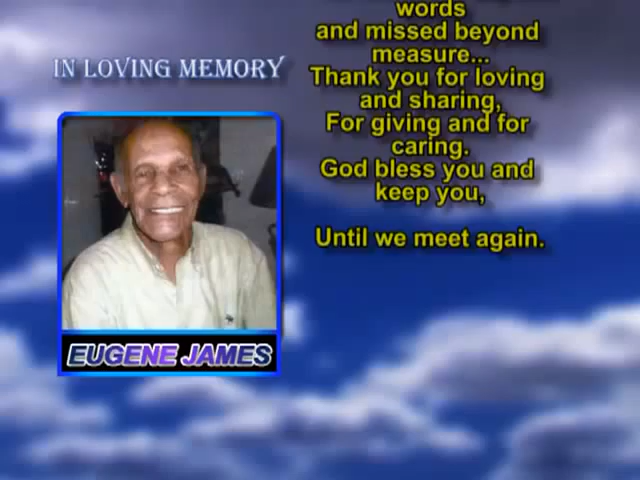 IN LOVING MEMORY
words
and missed beyond
measure...
Thank you for loving
and sharing,
For giving and for
caring.
God bless you and
keep you,
Until we meet again.
EUGENE JAMES